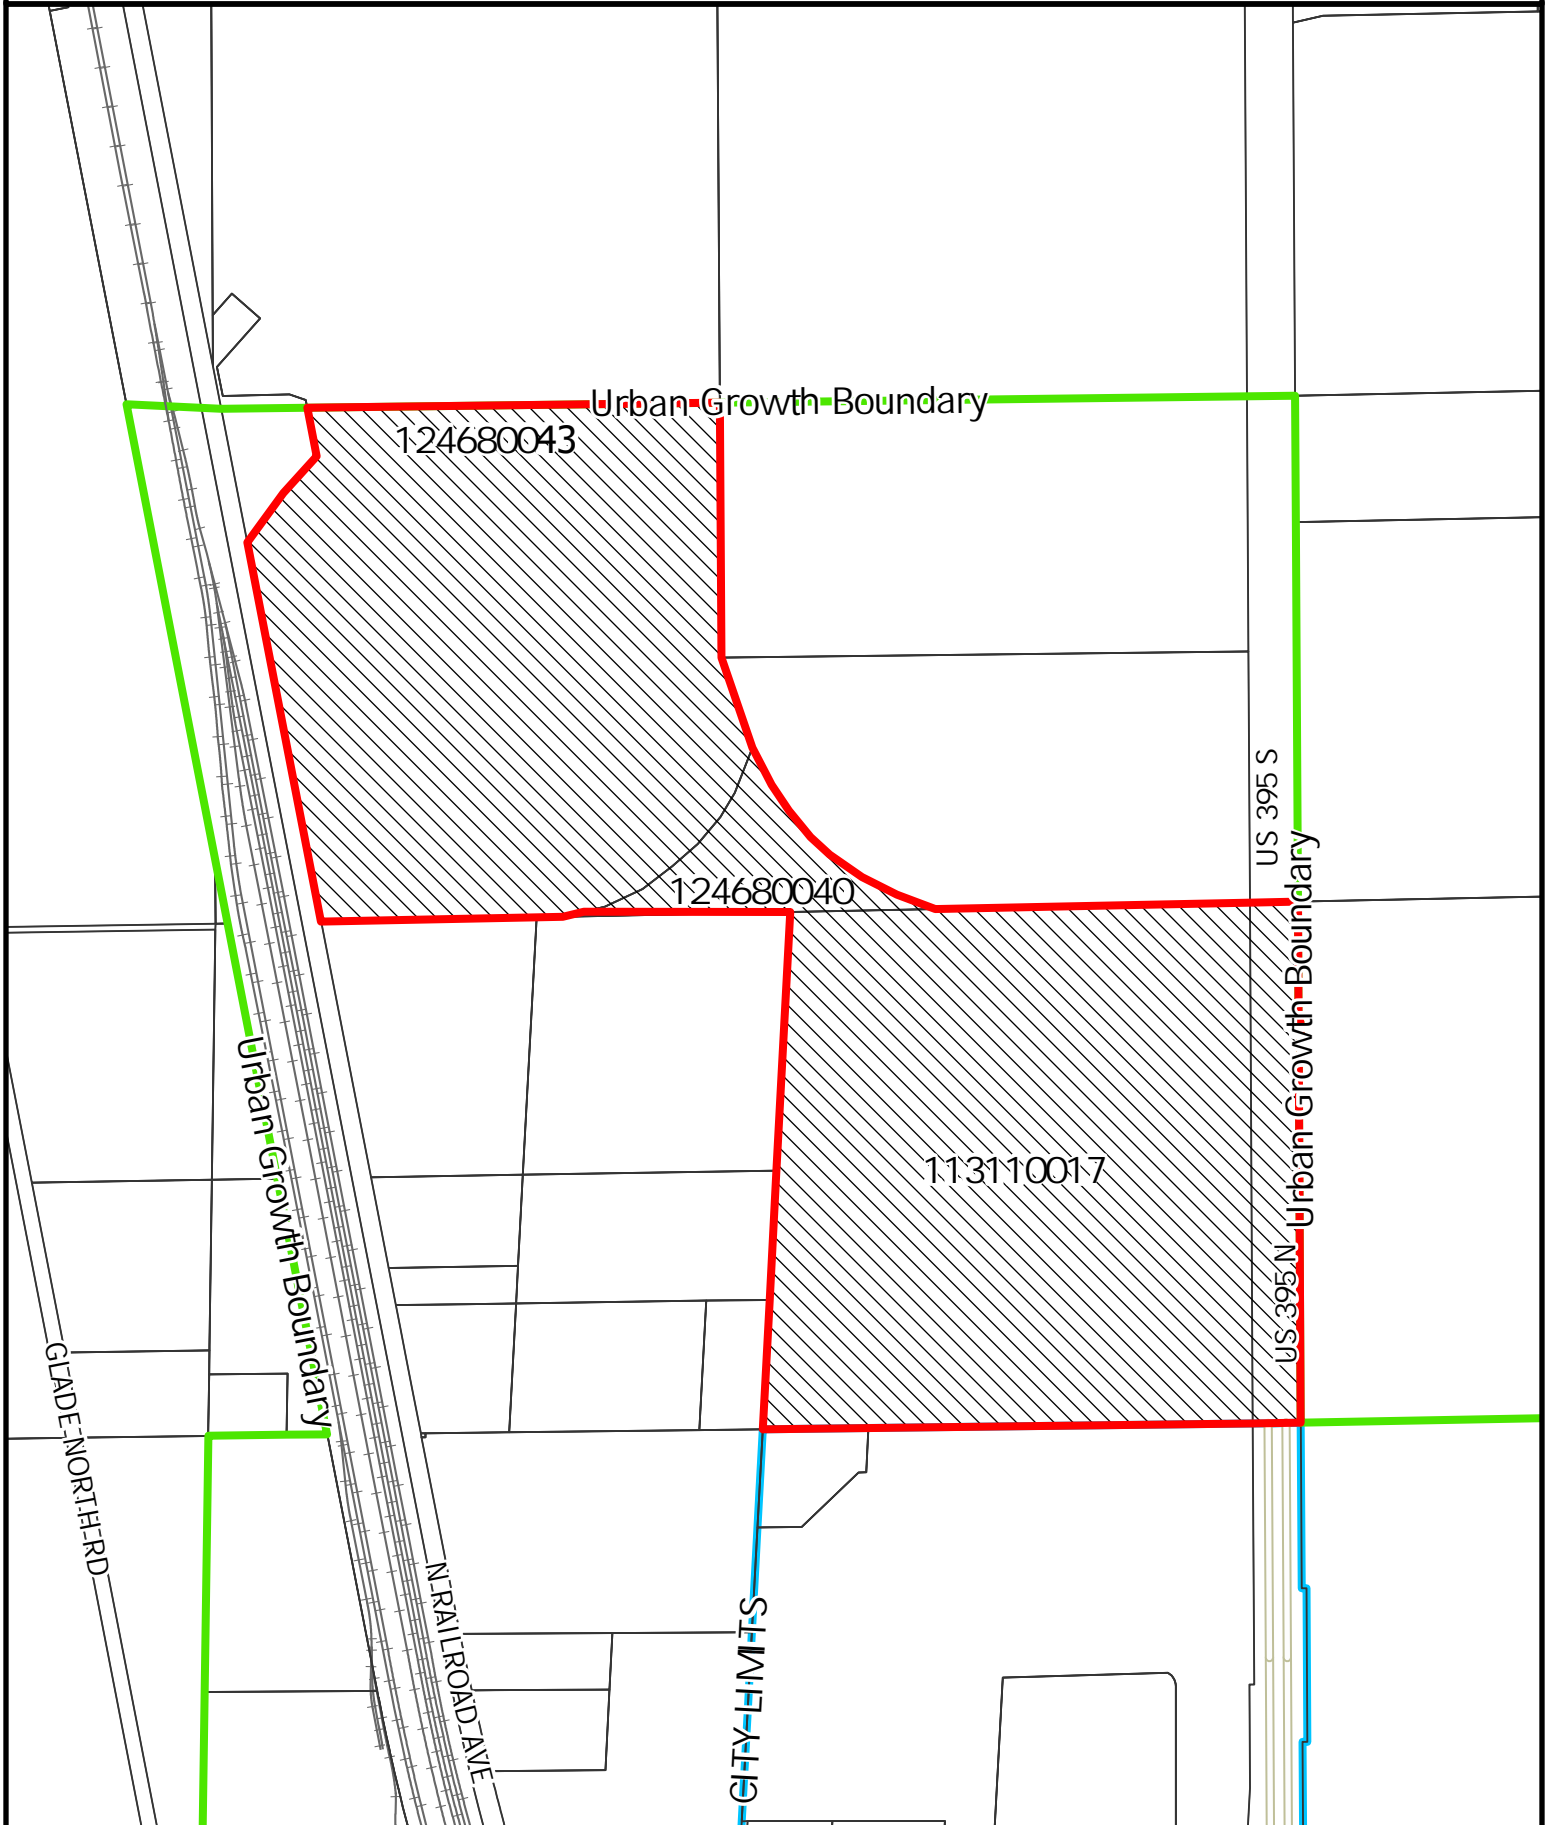 Urban Growth Boundary
124680043
US 395 S
124680040
Urban Growth Boundary
113110017
Urban Growth Boundary
US 395 N
GLADE NORTH RD
N RAILROAD AVE
CITY LIMITS